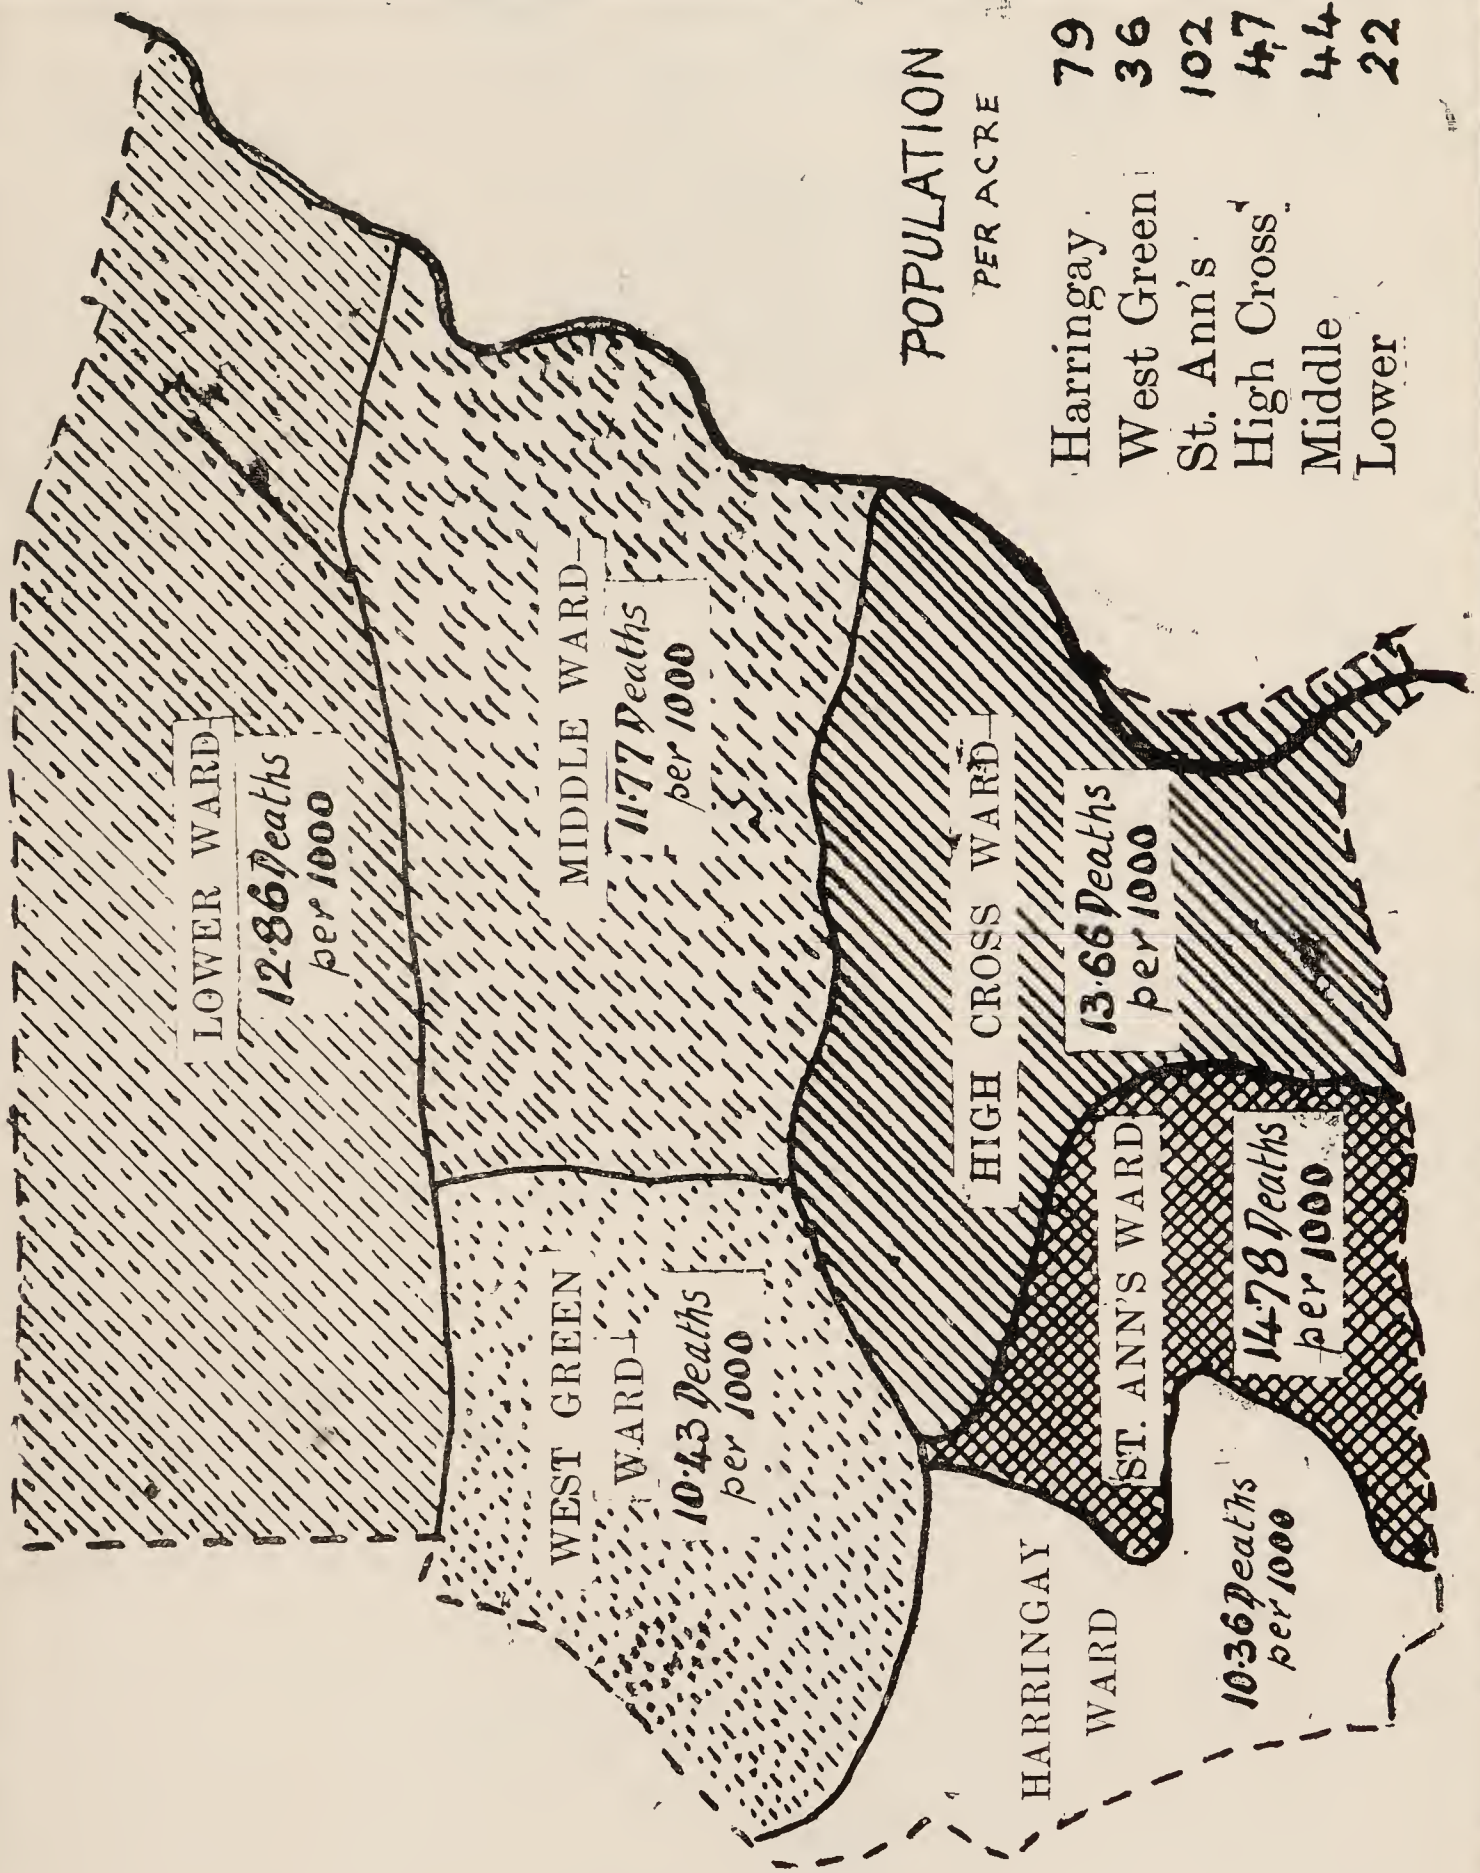 LOWER WARD
12·86 Deaths
per 1000
MIDDLE WARD
11·77 Deaths
per 1000
WEST GREEN
WARD
10·43 Deaths
per 1000
HIGH CROSS WARD
13·66 Deaths
per 1000
ST. ANN'S WARD
14·78 Deaths
per 1000
HARRINGAY
WARD
10·36 Deaths
per 1000
POPULATION
PER ACRE
Harringay 79
West Green 36
St. Ann's 102
High Cross 47
Middle 44
Lower 22